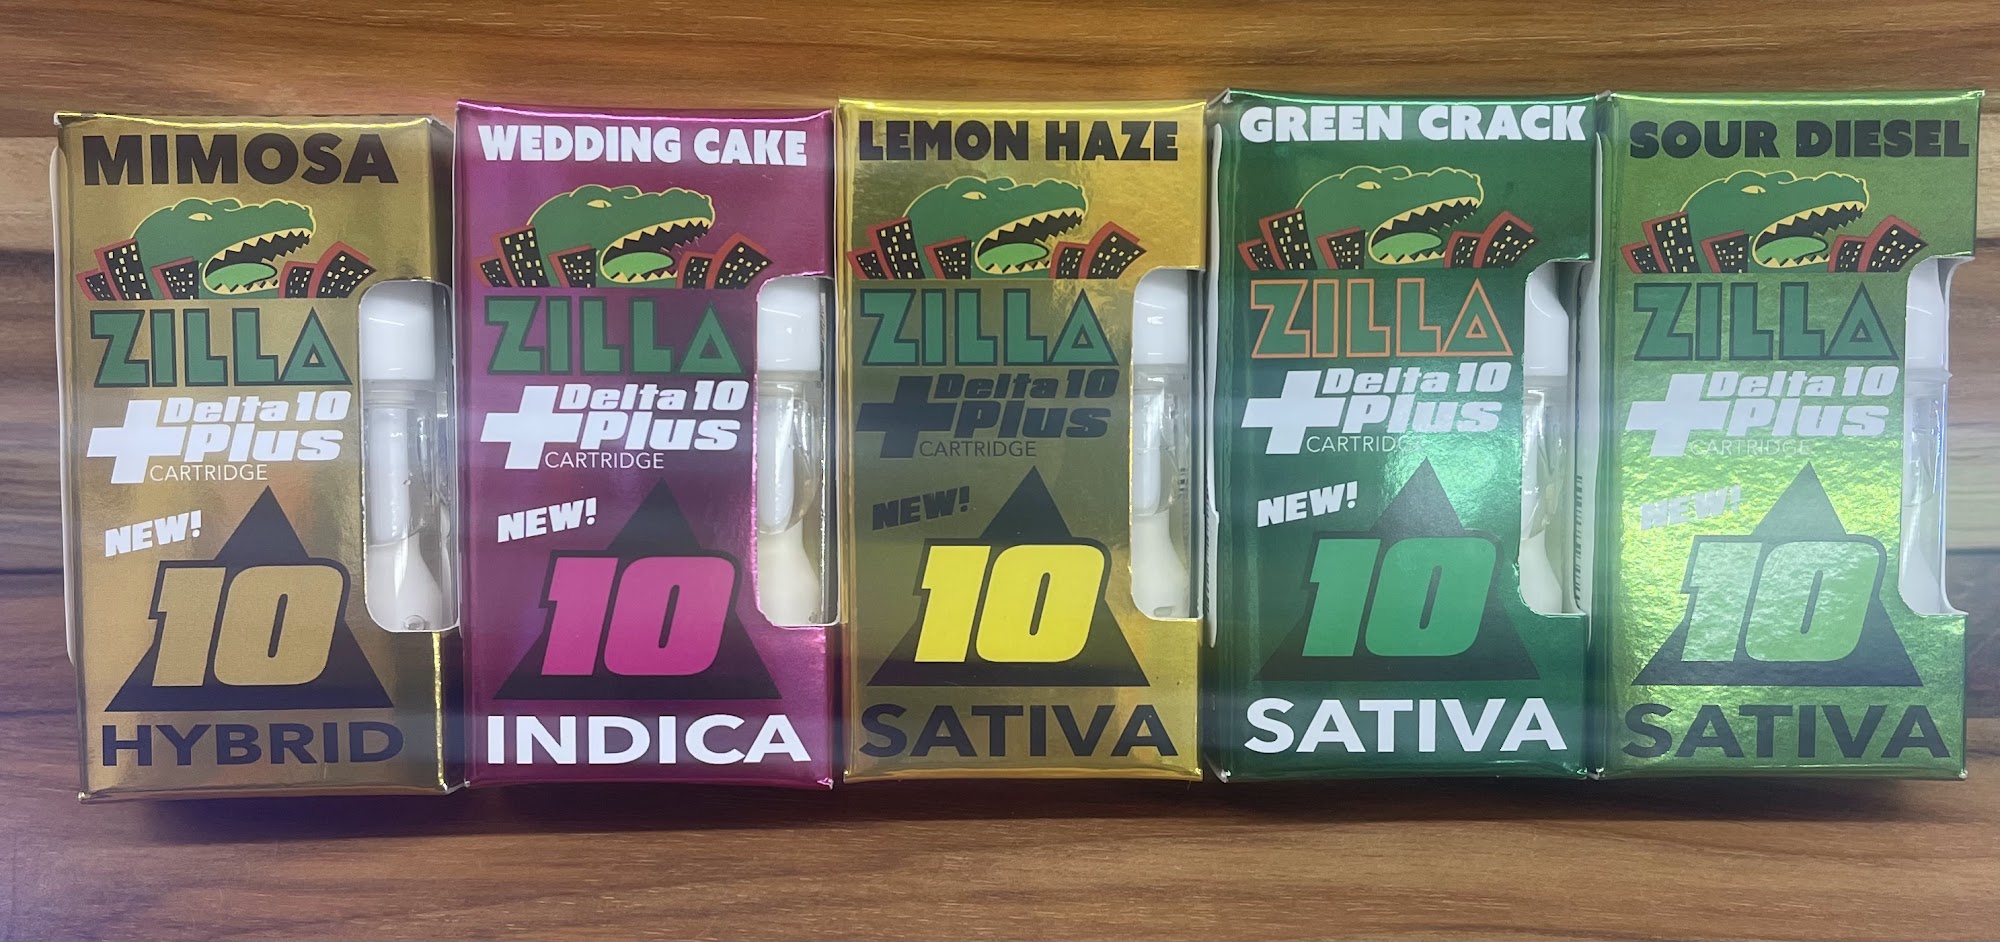 MIMOSA
ZILLA
Delta 10
Plus
CARTRIDGE
NEW!
10
HYBRID
WEDDING CAKE
ZILLA
Delta 10
Plus
CARTRIDGE
NEW!
10
INDICA
LEMON HAZE
ZILLA
Delta 10
Plus
CARTRIDGE
NEW!
10
SATIVA
GREEN CRACK
ZILLA
Delta 10
Plus
CARTRIDGE
NEW!
10
SATIVA
SOUR DIESEL
ZILLA
Delta 10
Plus
CARTRIDGE
NEW!
10
SATIVA